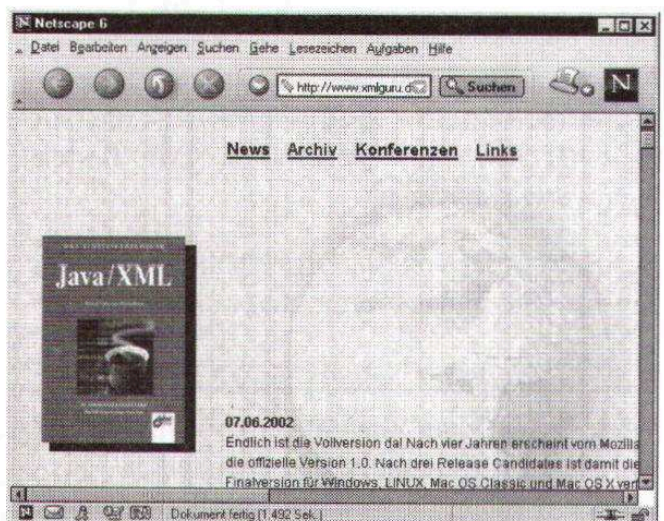 Netscape 6
Datei Bearbeiten Anzeigen Suchen Gehe Lesezeichen Aufgaben Hilfe
http://www.xmlguru.d Suchen N
News Archiv Konferenzen Links
Java/XML
07.06.2002
Endlich ist die Vollversion da! Nach vier Jahren erscheint vom Mozilla
die offizielle Version 1.0. Nach drei Release Candidates ist damit die
Finalversion für Windows, LINUX, Mac OS Classic und Mac OS X ver
Dokument fertig [1.492 Sek.]